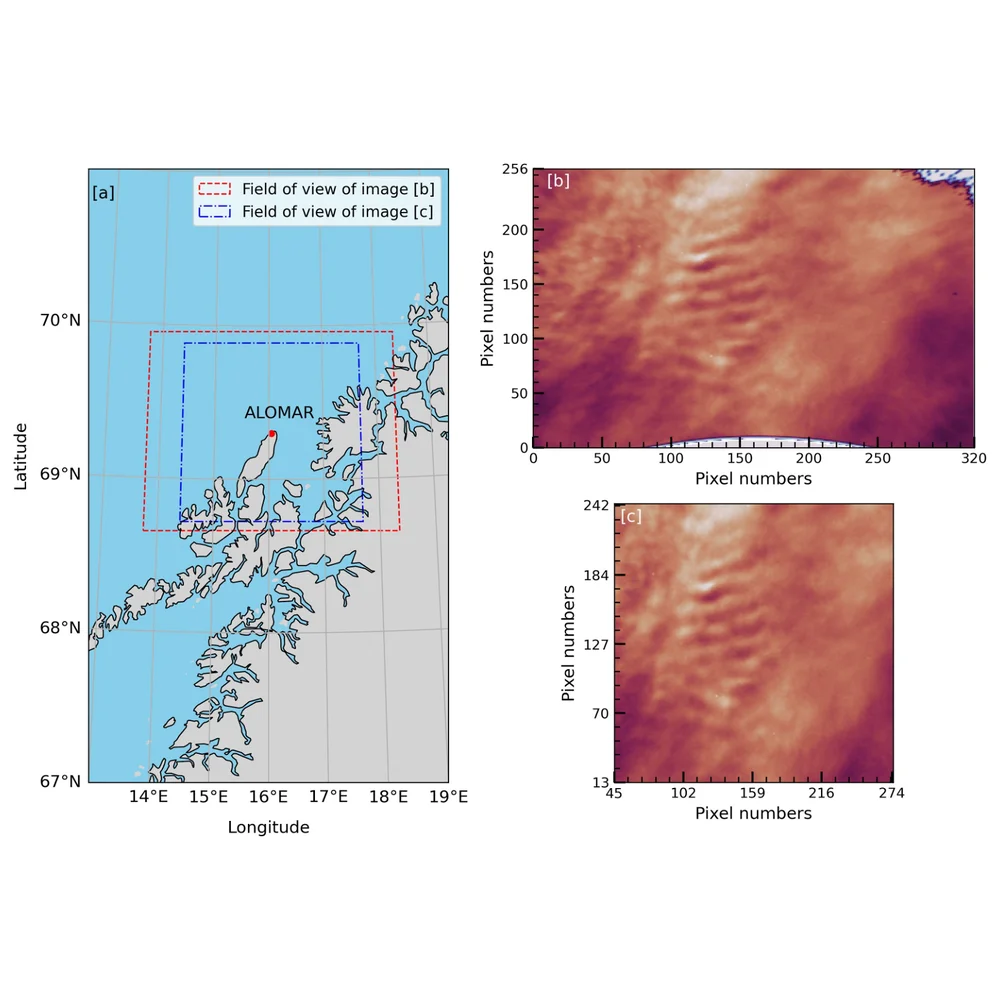 [a]
Field of view of image [b]
Field of view of image [c]
70°N
69°N
68°N
67°N
Latitude
ALOMAR
14°E 15°E 16°E 17°E 18°E 19°E
Longitude
[b]
256
200
150
100
50
0
Pixel numbers
0 50 100 150 200 250 320
Pixel numbers
[c]
242
184
127
70
13
Pixel numbers
45 102 159 216 274
Pixel numbers